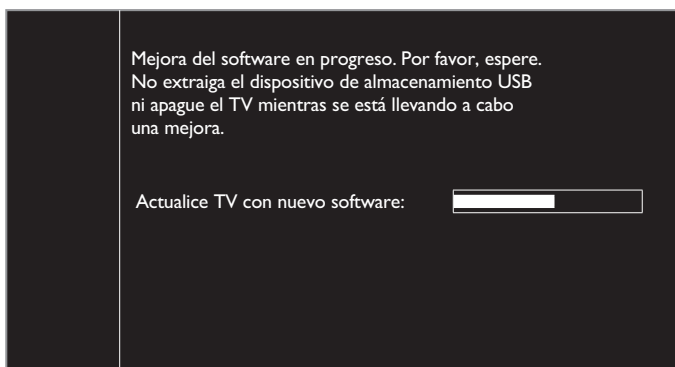 Mejora del software en progreso. Por favor, espere.
No extraiga el dispositivo de almacenamiento USB
ni apague el TV mientras se está llevando a cabo
una mejora.
Actualice TV con nuevo software: